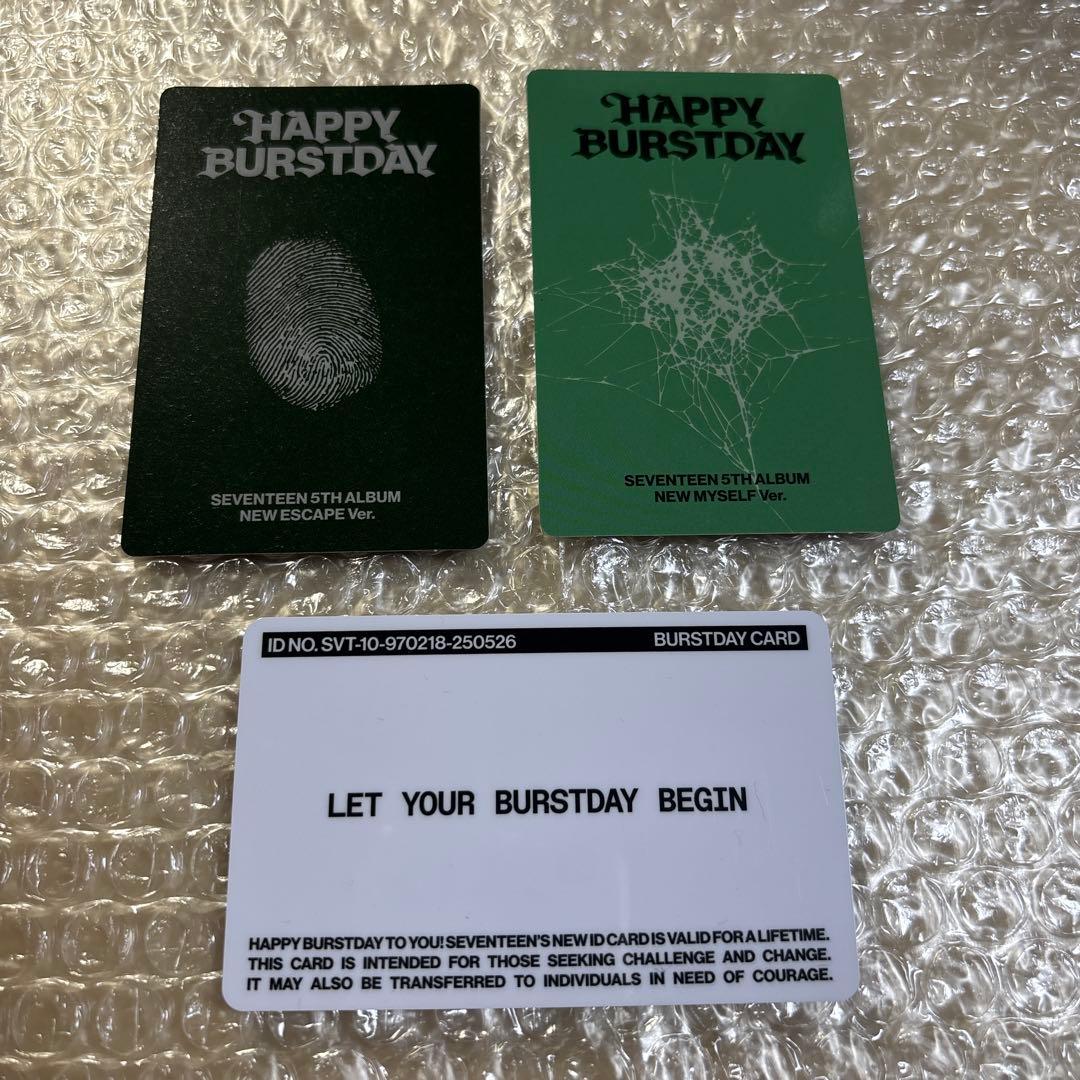 HAPPY
BURSTDAY
SEVENTEEN 5TH ALBUM
NEW ESCAPE Ver.
HAPPY
BURSTDAY
SEVENTEEN 5TH ALBUM
NEW MYSELF Ver.
ID NO. SVT-10-970218-250526 BURSTDAY CARD
LET YOUR BURSTDAY BEGIN
HAPPY BURSTDAY TO YOU! SEVENTEEN'S NEW ID CARD IS VALID FOR A LIFETIME.
THIS CARD IS INTENDED FOR THOSE SEEKING CHALLENGE AND CHANGE.
IT MAY ALSO BE TRANSFERRED TO INDIVIDUALS IN NEED OF COURAGE.